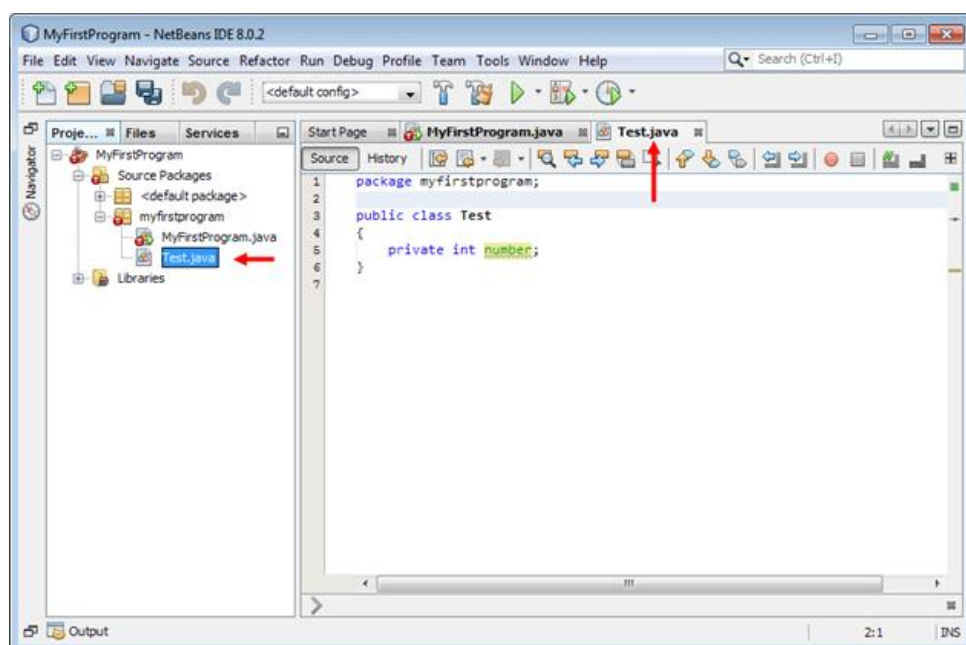 MyFirstProgram - NetBeans IDE 8.0.2
File Edit View Navigate Source Refactor Run Debug Profile Team Tools Window Help
Search (Ctrl+I)
<default config>
Proje... Files Services
Start Page MyFirstProgram.java Test.java
Navigator
Source History
MyFirstProgram
Source Packages
<default package>
myfirstprogram
MyFirstProgram.java
Test.java
Libraries
1 package myfirstprogram;
2
3 public class Test
4 {
5 private int number;
6 }
7
Output
2:1 INS